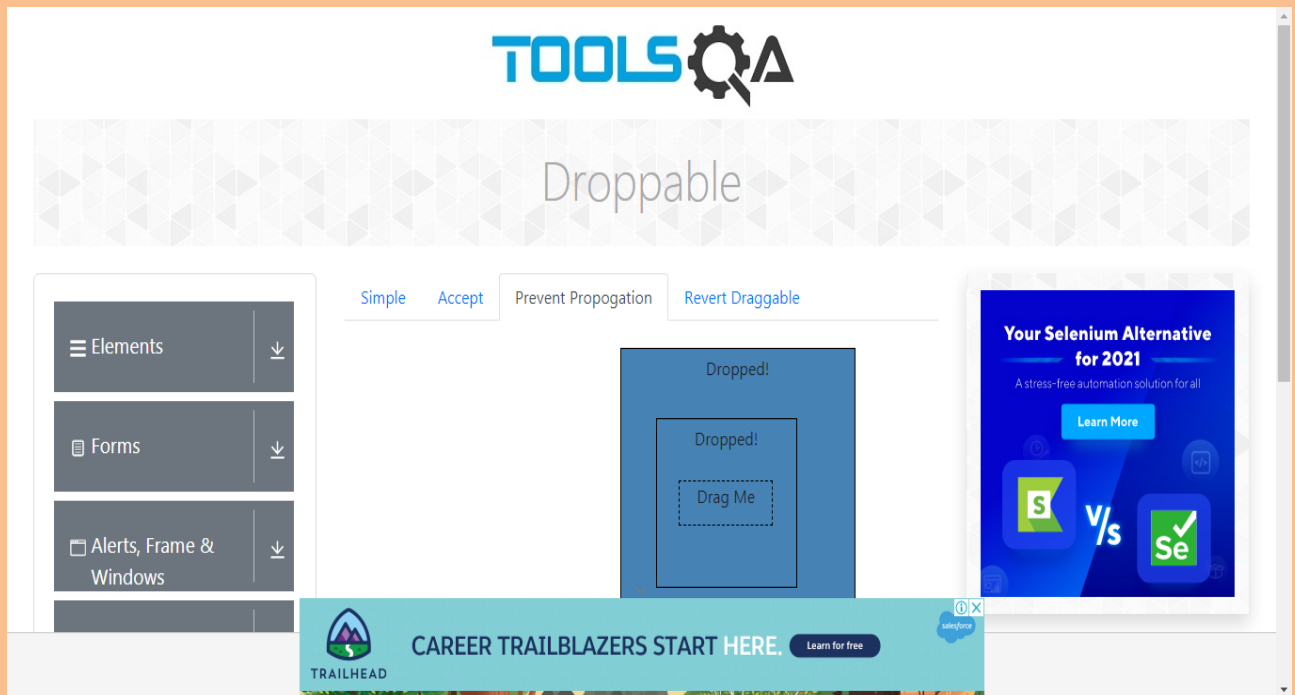 TOOLSQA
Droppable
Elements
Forms
Alerts, Frame &
Windows
Simple
Accept
Prevent Propogation
Revert Draggable
Dropped!
Dropped!
Drag Me
Your Selenium Alternative
for 2021
A stress-free automation solution for all
Learn More
S
V/s
Se
TRAILHEAD
CAREER TRAILBLAZERS START HERE.
Learn for free
salesforce